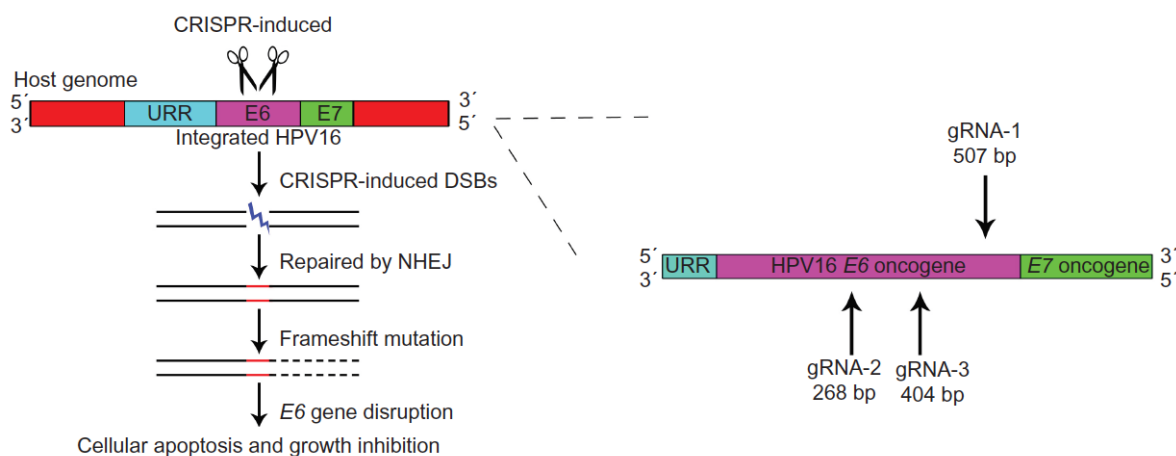 CRISPR-induced
Host genome
5´ 3´
URR E6 E7
3´ 5´
Integrated HPV16
CRISPR-induced DSBs
Repaired by NHEJ
Frameshift mutation
E6 gene disruption
Cellular apoptosis and growth inhibition
gRNA-1
507 bp
5´ 3´
URR HPV16 E6 oncogene E7 oncogene
3´ 5´
gRNA-2
268 bp
gRNA-3
404 bp